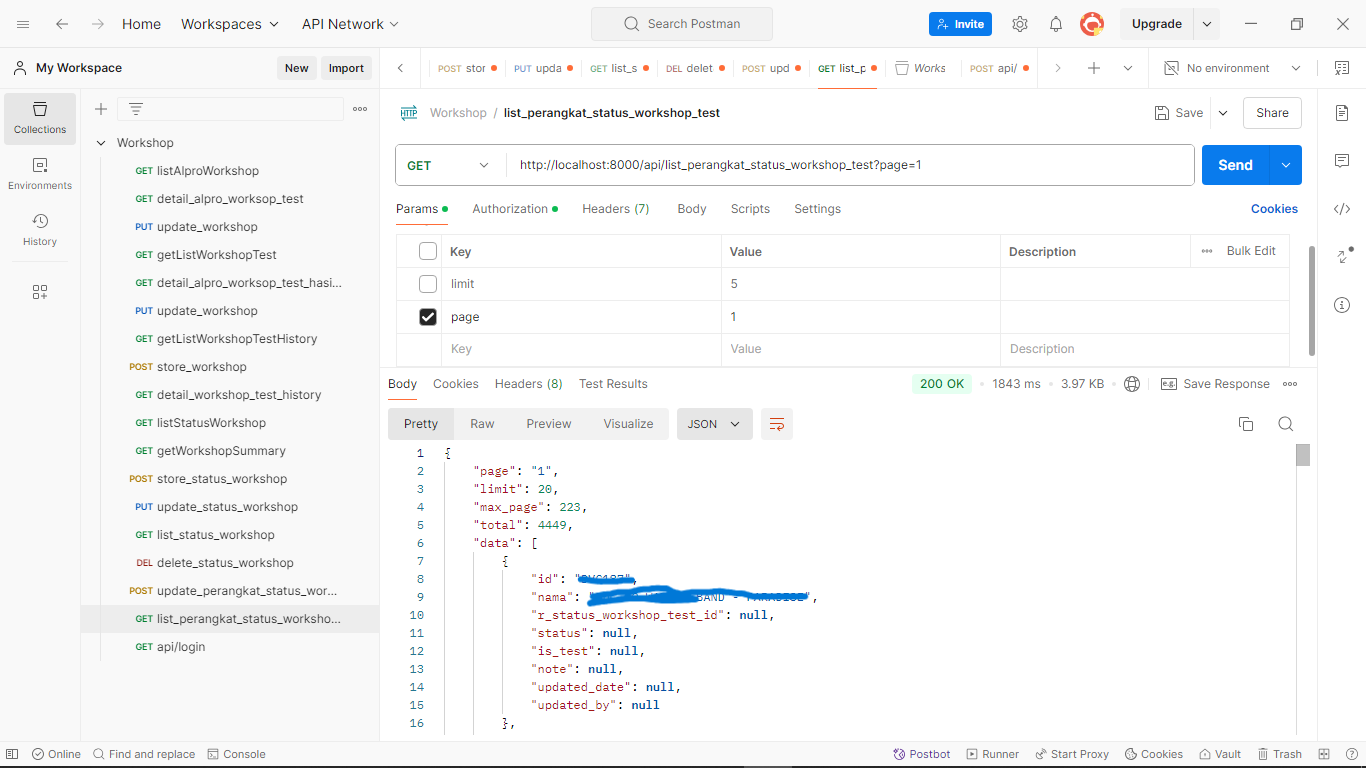 Home Workspaces API Network Search Postman Invite Upgrade
My Workspace New Import
POST stor PUT upda GET list_s DEL delet POST upd GET list_p Works POST api/ No environment
Collections
Environments
History
Workshop
GET listAlproWorkshop
GET detail_alpro_worksop_test
PUT update_workshop
GET getListWorkshopTest
GET detail_alpro_worksop_test_hasi...
PUT update_workshop
GET getListWorkshopTestHistory
POST store_workshop
GET detail_workshop_test_history
GET listStatusWorkshop
GET getWorkshopSummary
POST store_status_workshop
PUT update_status_workshop
GET list_status_workshop
DEL delete_status_workshop
POST update_perangkat_status_wor...
GET list_perangkat_status_worksho...
GET api/login
HTTP Workshop / list_perangkat_status_workshop_test Save Share
GET http://localhost:8000/api/list_perangkat_status_workshop_test?page=1 Send
Params Authorization Headers (7) Body Scripts Settings Cookies
Key Value Description Bulk Edit
limit 5
page 1
Key Value Description
Body Cookies Headers (8) Test Results 200 OK 1843 ms 3.97 KB e.g. Save Response
Pretty Raw Preview Visualize JSON
1 {
2 "page": "1",
3 "limit": 20,
4 "max_page": 223,
5 "total": 4449,
6 "data": [
7 {
8 "id": "
9 "nama": " BAND - PARADISE",
10 "r_status_workshop_test_id": null,
11 "status": null,
12 "is_test": null,
13 "note": null,
14 "updated_date": null,
15 "updated_by": null
16 },
Online Find and replace Console Postbot Runner Start Proxy Cookies Vault Trash